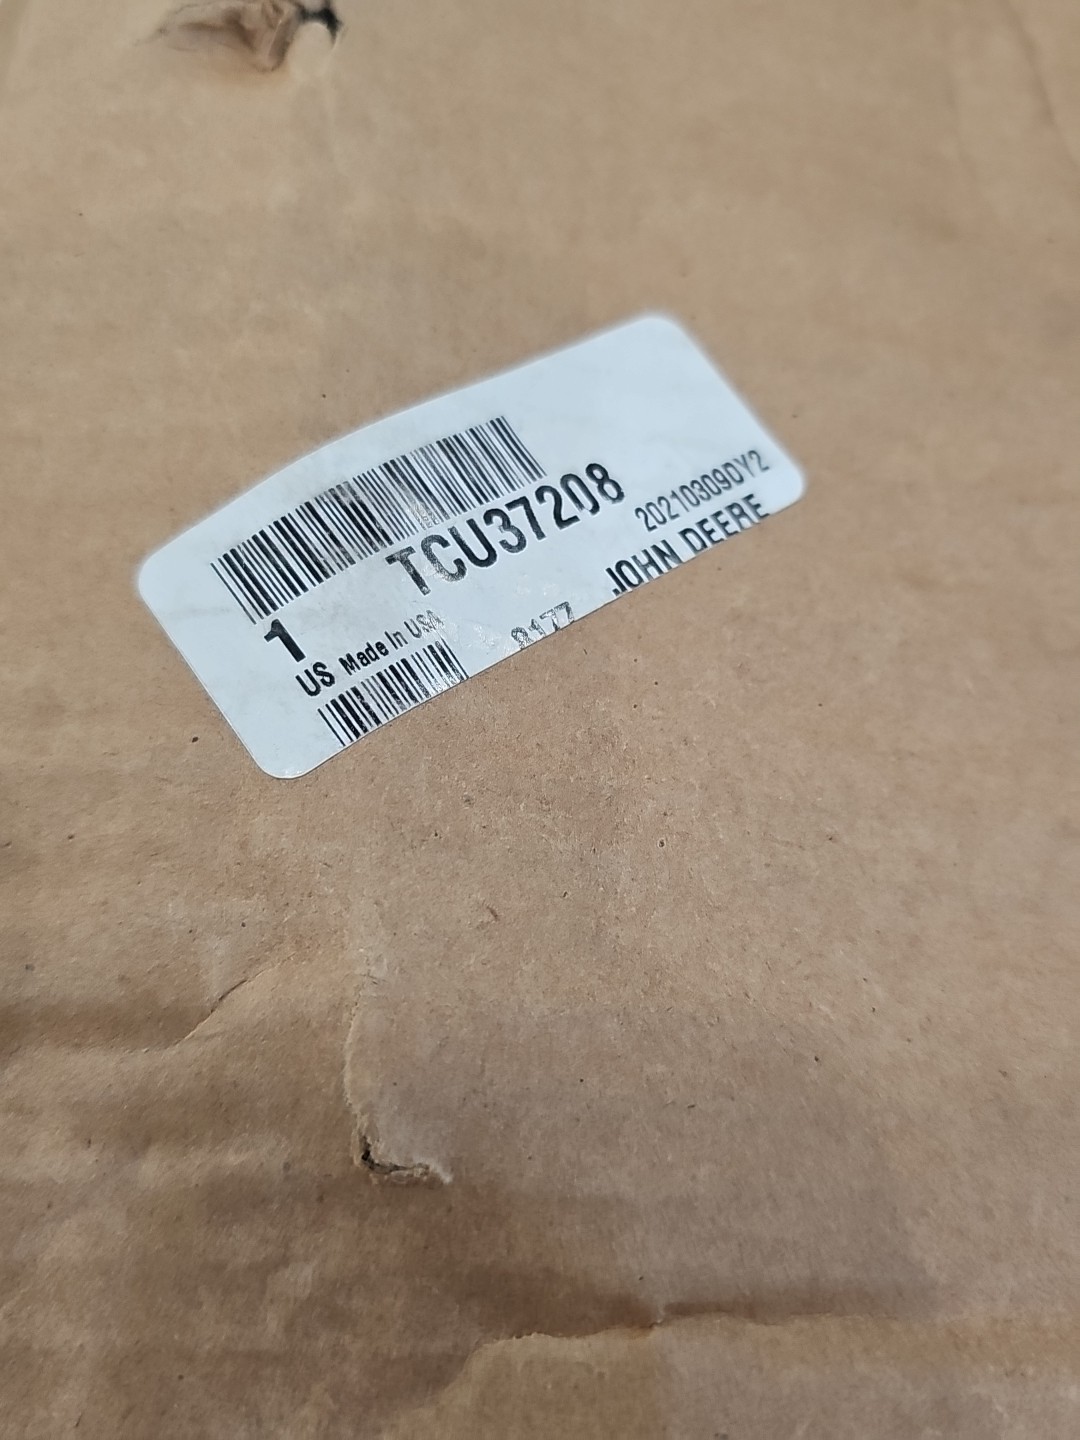 TCU37208
1
20210309DY2
US Made In USA
JOHN DEERE